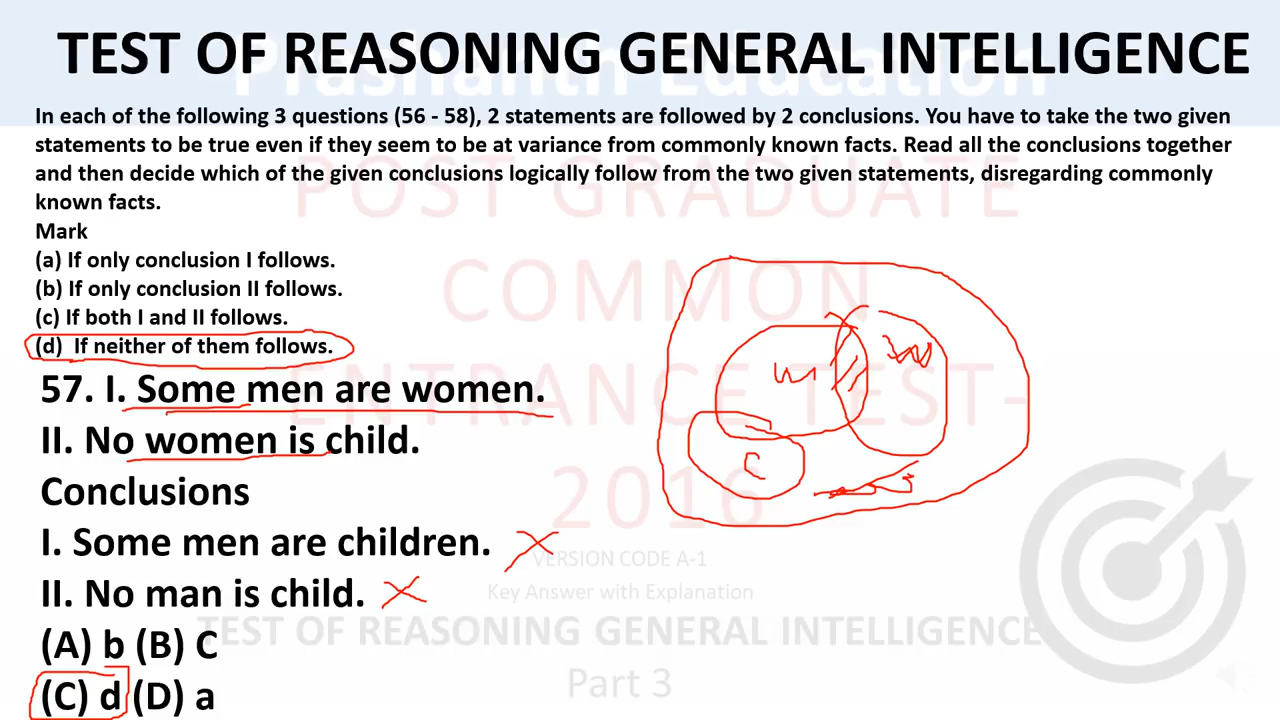 Prashanth Education
TEST OF REASONING GENERAL INTELLIGENCE
In each of the following 3 questions (56 - 58), 2 statements are followed by 2 conclusions. You have to take the two given
statements to be true even if they seem to be at variance from commonly known facts. Read all the conclusions together
and then decide which of the given conclusions logically follow from the two given statements, disregarding commonly
known facts.
Mark
(a) If only conclusion I follows.
(b) If only conclusion II follows.
(c) If both I and II follows.
(d) If neither of them follows.
57. I. Some men are women.
II. No women is child.
Conclusions
I. Some men are children.
II. No man is child.
(A) b (B) C
(C) d (D) a
POST GRADUATE
COMMON
ENTRANCE TEST-
2016
VERSION CODE A-1
Key Answer with Explanation
TEST OF REASONING GENERAL INTELLIGENCE
Part 3
m
W
C